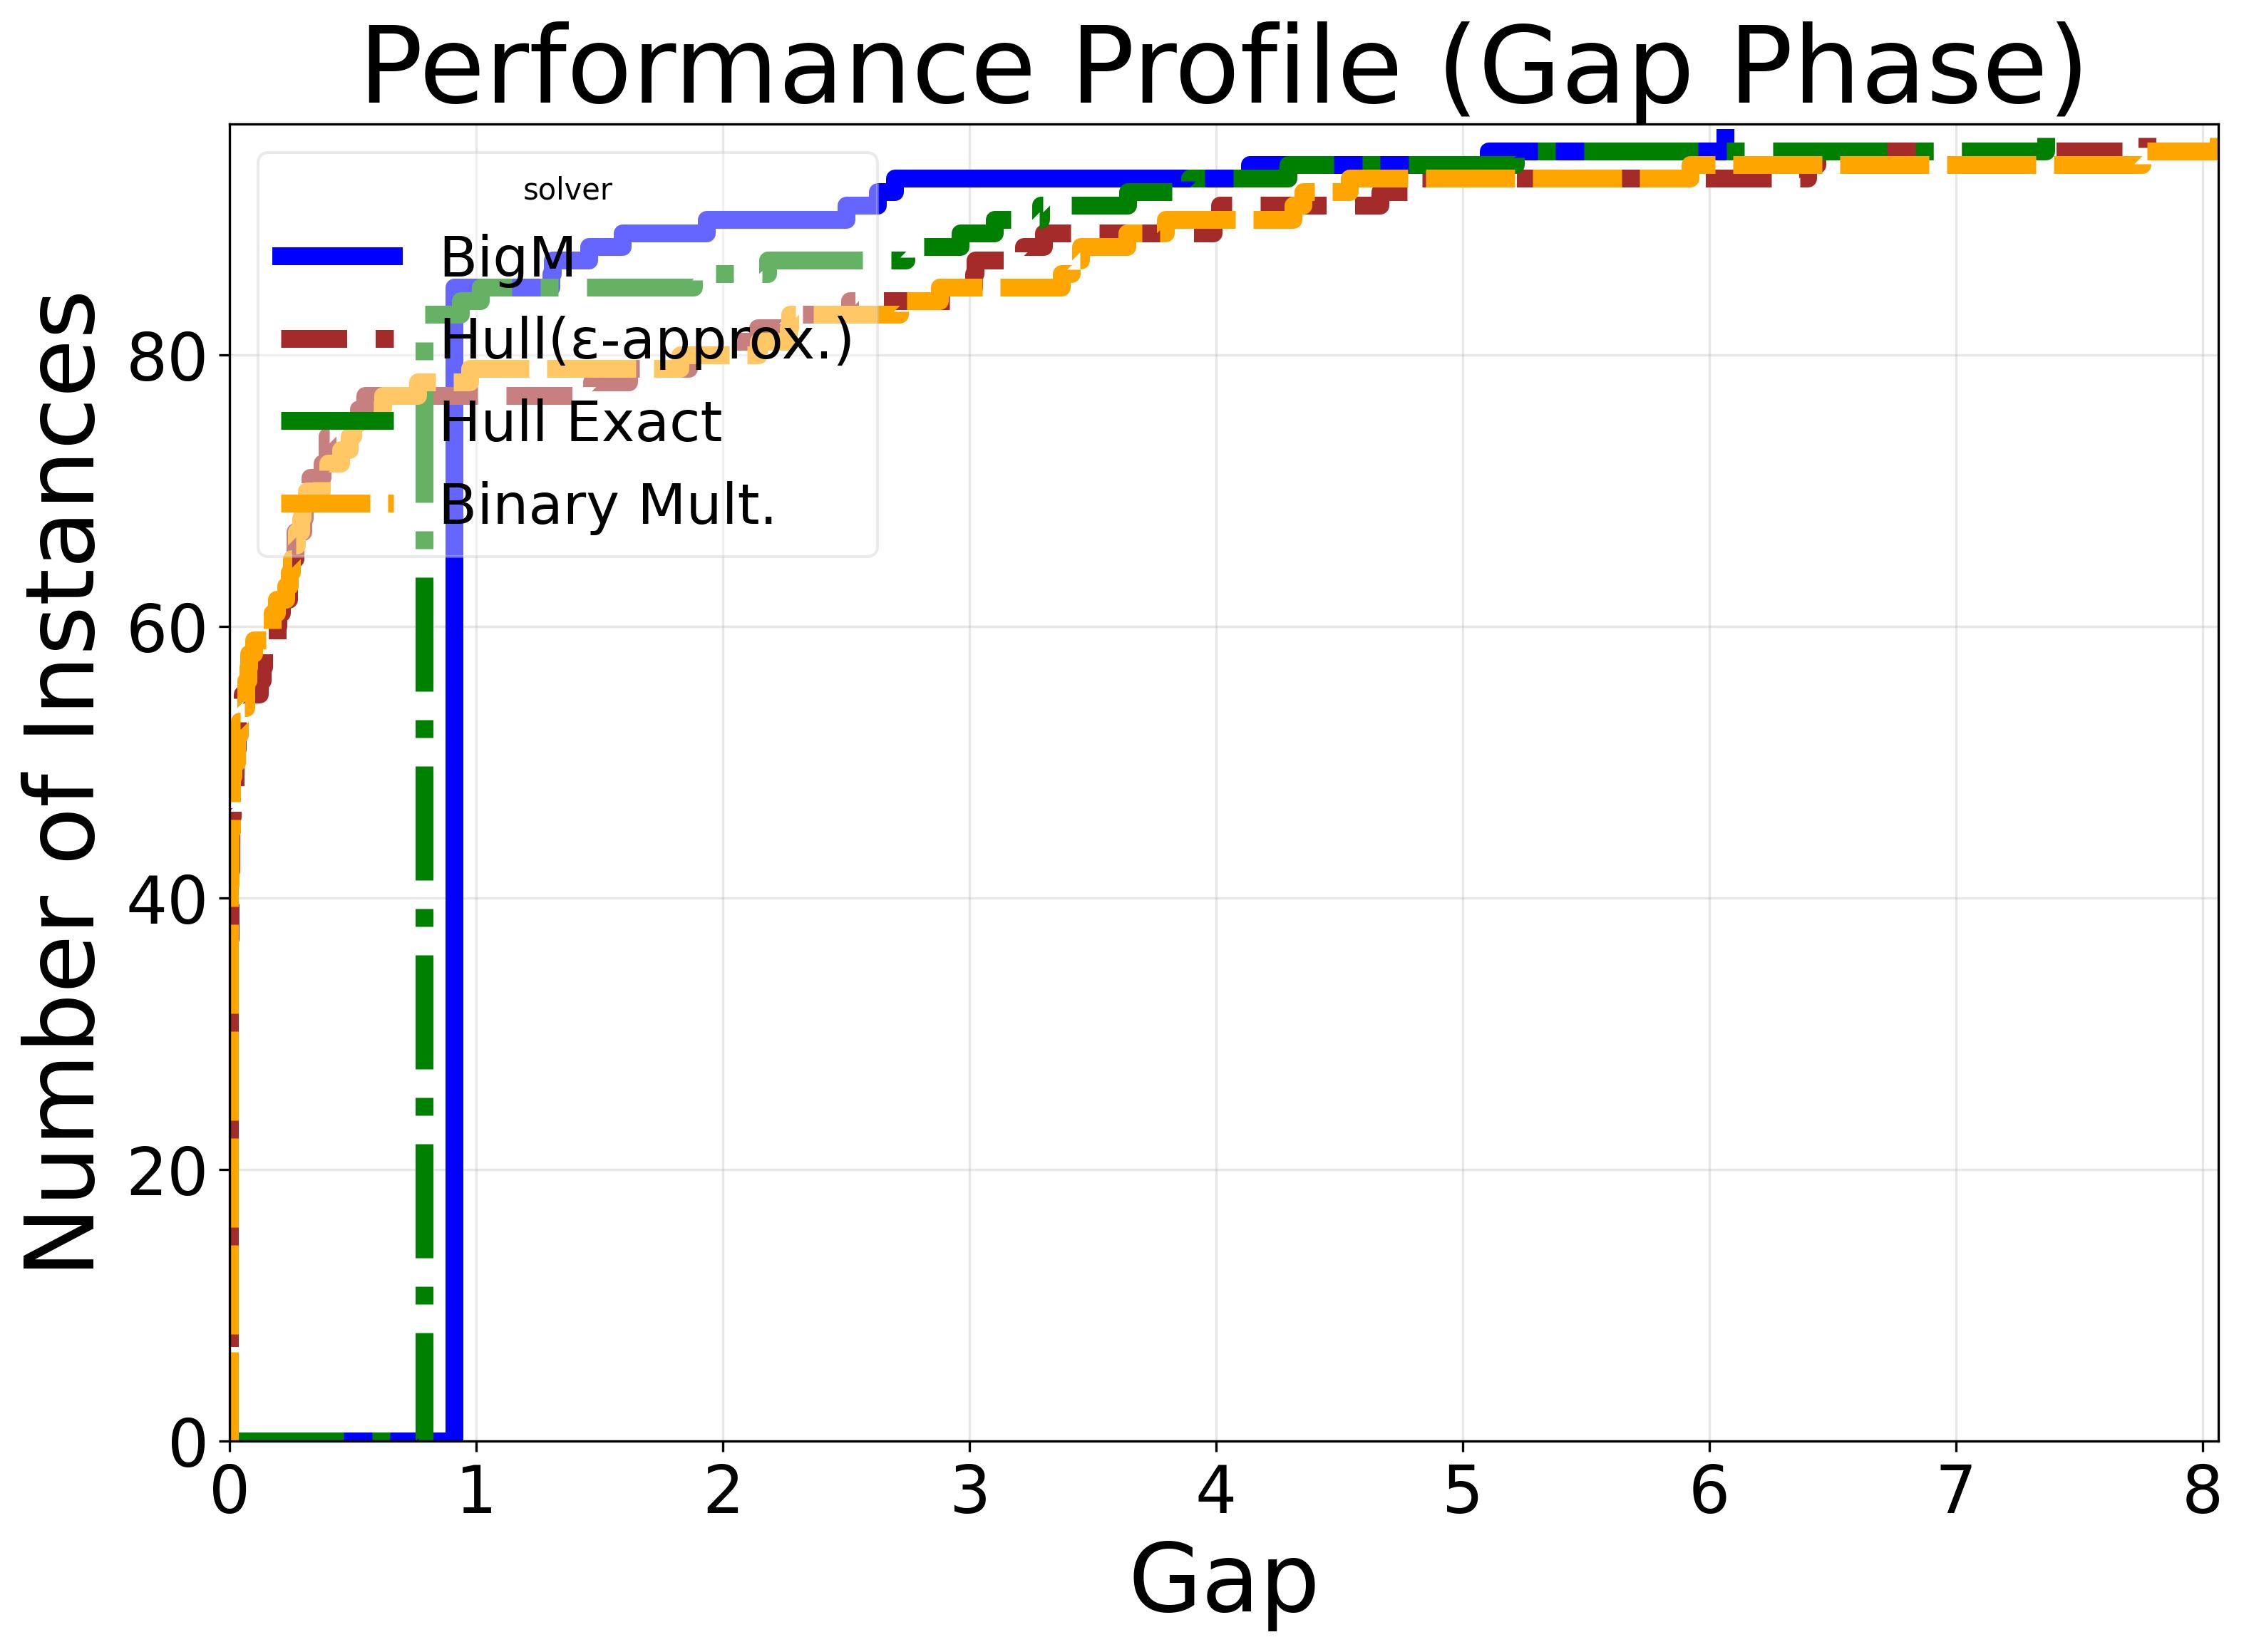 Performance Profile (Gap Phase)
solver
BigM
Hull(ε-approx.)
Hull Exact
Binary Mult.
Number of Instances
80
60
40
20
0
0 1 2 3 4 5 6 7 8
Gap